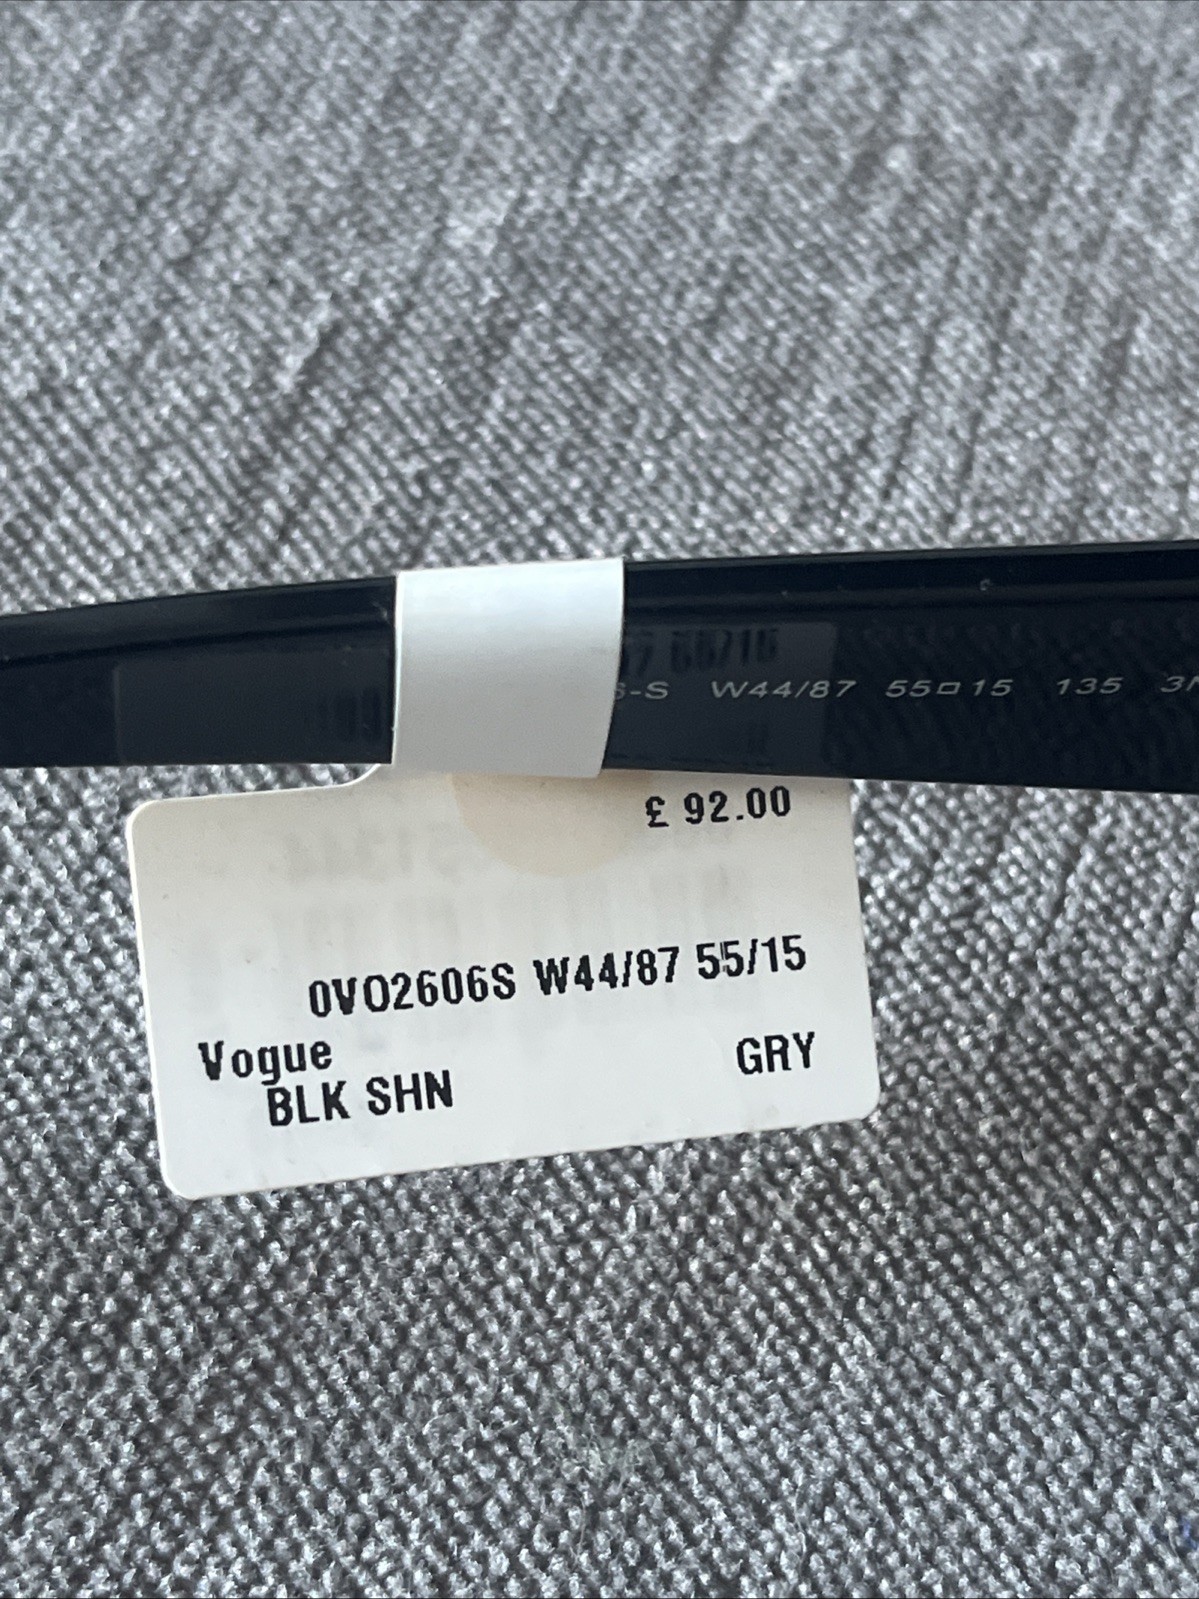 -S W44/87 55□15 135
£ 92.00
0VO2606S W44/87 55/15
Vogue
GRY
BLK SHN